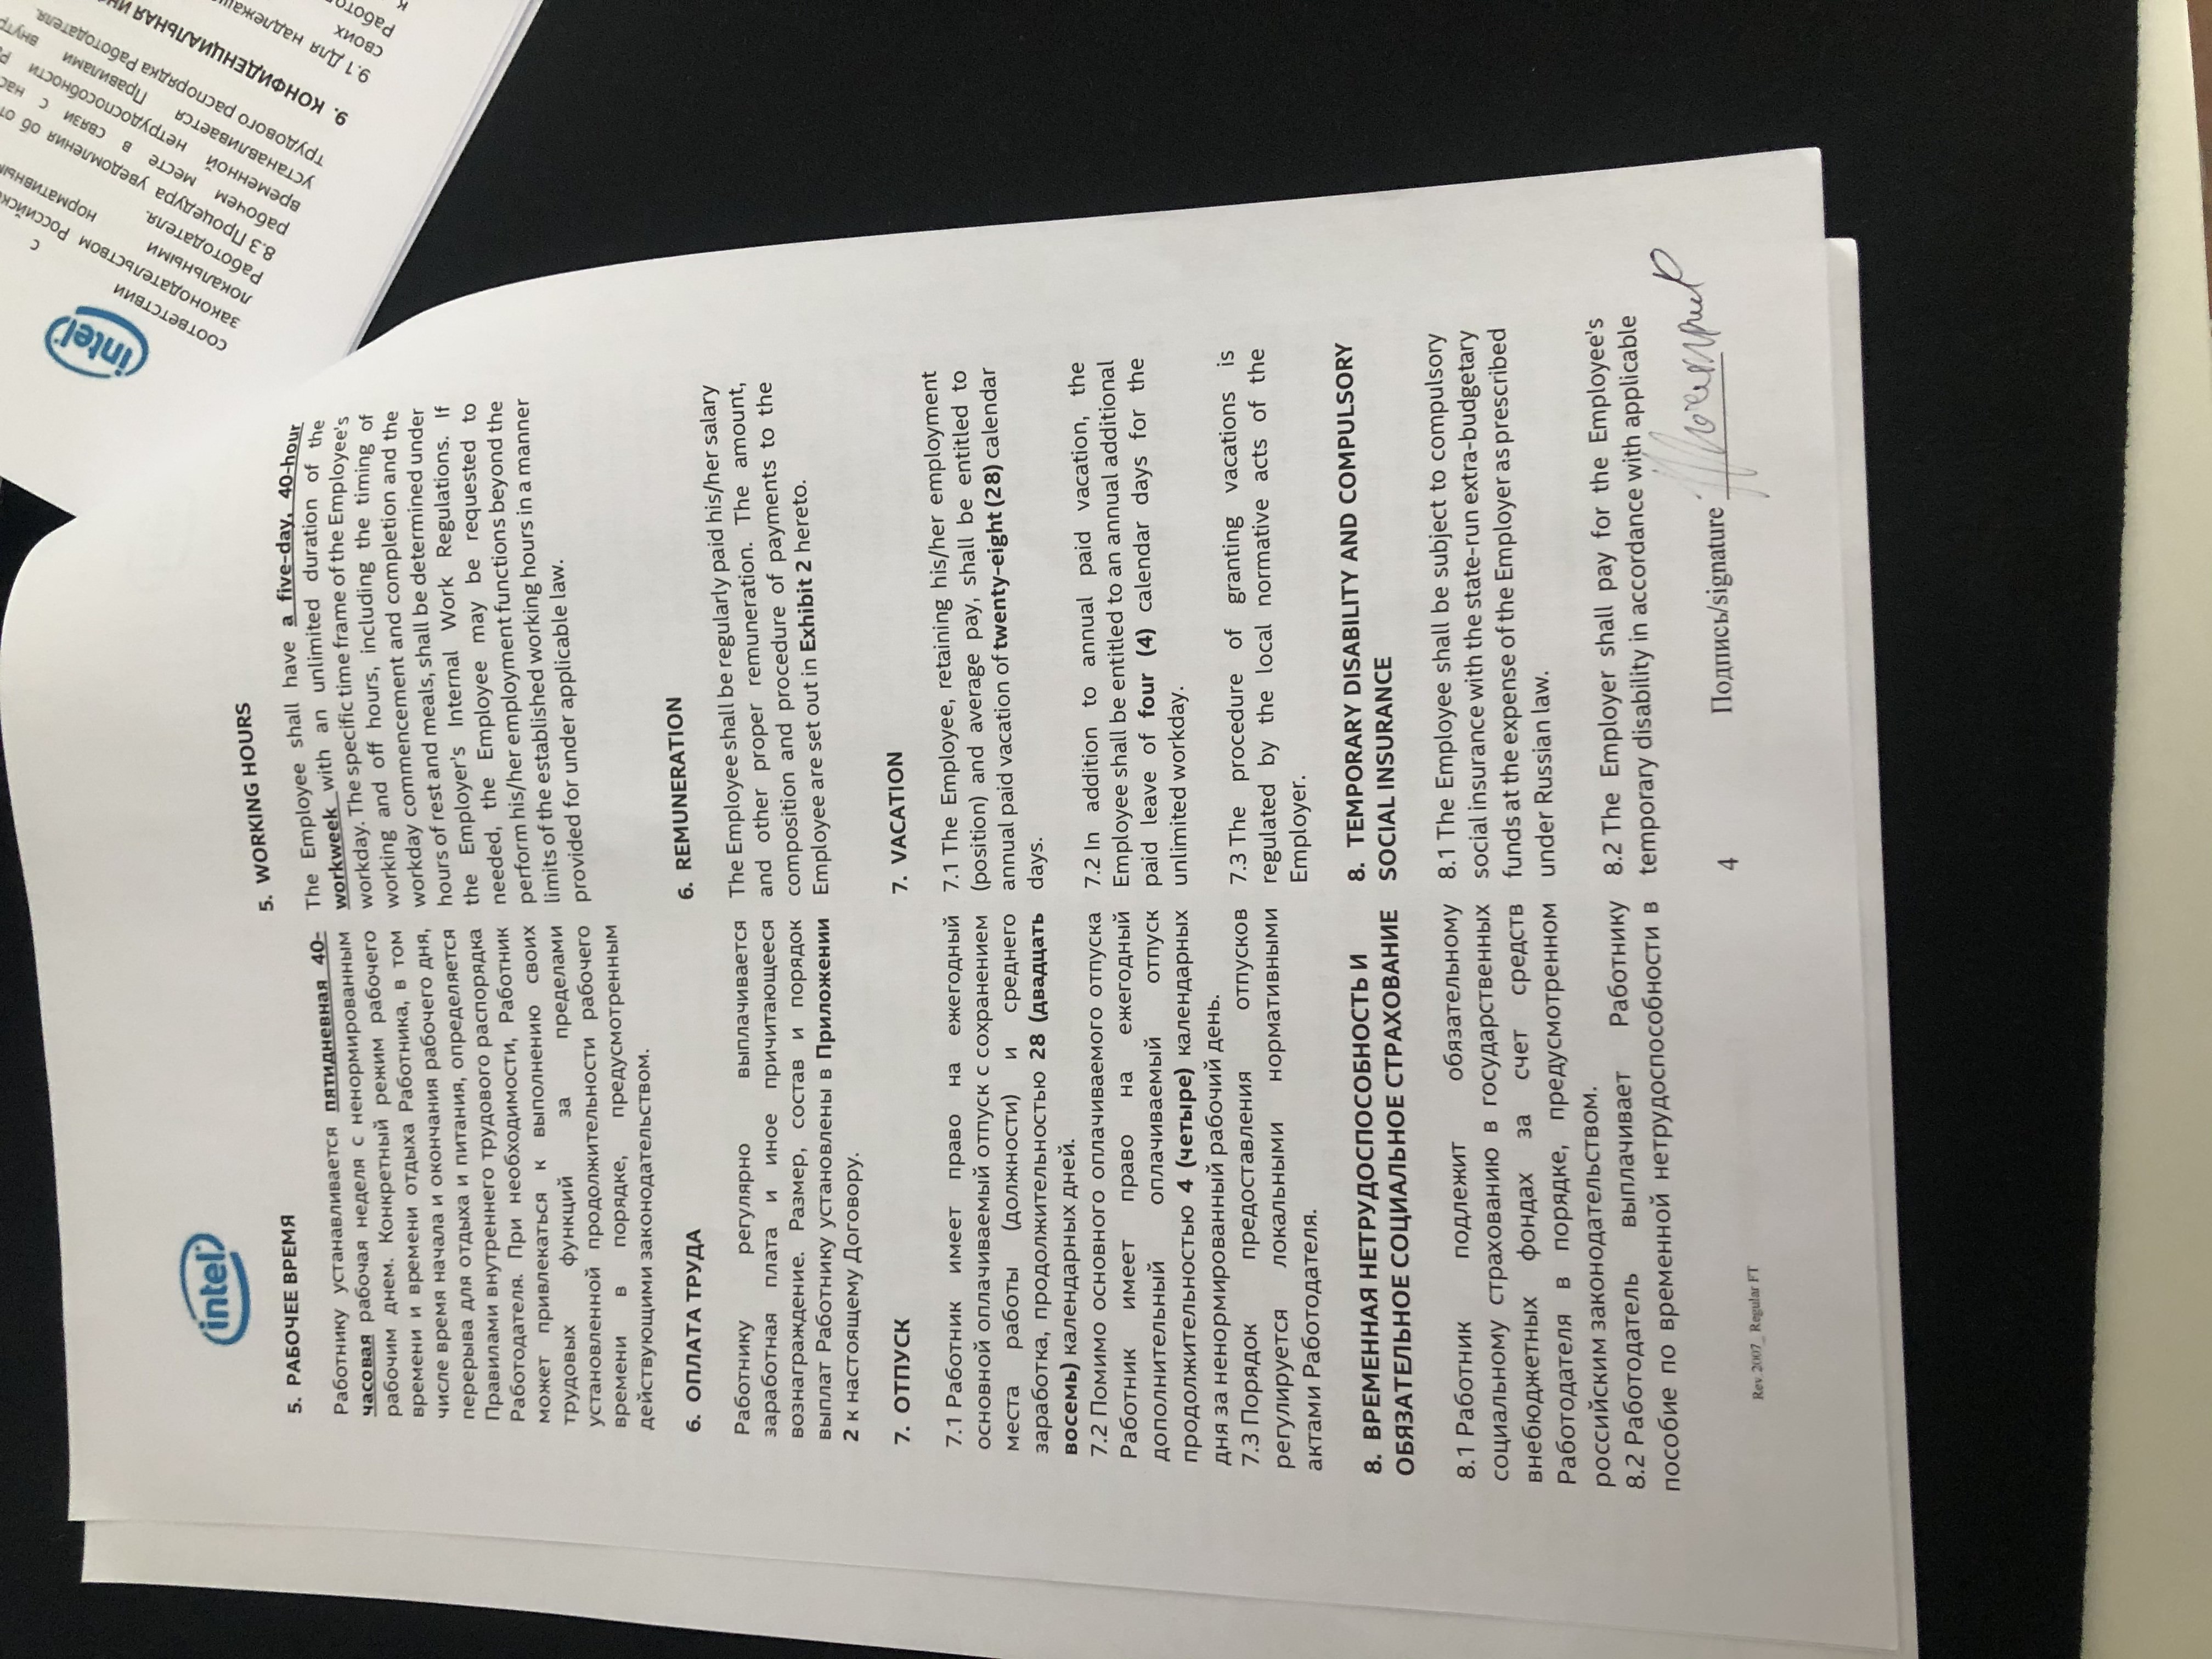 intel
5. РАБОЧЕЕ ВРЕМЯ
Работнику устанавливается пятидневная 40-
часовая рабочая неделя с ненормированным
рабочим днем. Конкретный режим рабочего
времени и времени отдыха Работника, в том
числе время начала и окончания рабочего дня,
перерыва для отдыха и питания, определяется
Правилами внутреннего трудового распорядка
Работодателя. При необходимости, Работник
может привлекаться к выполнению своих
трудовых функций за пределами
установленной продолжительности рабочего
времени в порядке, предусмотренным
действующими законодательством.
6. ОПЛАТА ТРУДА
Работнику регулярно выплачивается
заработная плата и иное причитающееся
вознаграждение. Размер, состав и порядок
выплат Работнику установлены в Приложении
2 к настоящему Договору.
7. ОТПУСК
7.1 Работник имеет право на ежегодный
основной оплачиваемый отпуск с сохранением
места работы (должности) и среднего
заработка, продолжительностью 28 (двадцать
восемь) календарных дней.
7.2 Помимо основного оплачиваемого отпуска
Работник имеет право на ежегодный
дополнительный оплачиваемый отпуск
продолжительностью 4 (четыре) календарных
дня за ненормированный рабочий день.
7.3 Порядок предоставления отпусков
регулируется локальными нормативными
актами Работодателя.
8. ВРЕМЕННАЯ НЕТРУДОСПОСОБНОСТЬ И
ОБЯЗАТЕЛЬНОЕ СОЦИАЛЬНОЕ СТРАХОВАНИЕ
8.1 Работник подлежит обязательному
социальному страхованию в государственных
внебюджетных фондах за счет средств
Работодателя в порядке, предусмотренном
российским законодательством.
8.2 Работодатель выплачивает Работнику
пособие по временной нетрудоспособности в
5. WORKING HOURS
The Employee shall have a five-day, 40-hour
workweek with an unlimited duration of the
workday. The specific time frame of the Employee's
working and off hours, including the timing of
workday commencement and completion and the
hours of rest and meals, shall be determined under
the Employer's Internal Work Regulations. If
needed, the Employee may be requested to
perform his/her employment functions beyond the
limits of the established working hours in a manner
provided for under applicable law.
6. REMUNERATION
The Employee shall be regularly paid his/her salary
and other proper remuneration. The amount,
composition and procedure of payments to the
Employee are set out in Exhibit 2 hereto.
7. VACATION
7.1 The Employee, retaining his/her employment
(position) and average pay, shall be entitled to
annual paid vacation of twenty-eight (28) calendar
days.
7.2 In addition to annual paid vacation, the
Employee shall be entitled to an annual additional
paid leave of four (4) calendar days for the
unlimited workday.
7.3 The procedure of granting vacations is
regulated by the local normative acts of the
Employer.
8. TEMPORARY DISABILITY AND COMPULSORY
SOCIAL INSURANCE
8.1 The Employee shall be subject to compulsory
social insurance with the state-run extra-budgetary
funds at the expense of the Employer as prescribed
under Russian law.
8.2 The Employer shall pay for the Employee's
temporary disability in accordance with applicable
4
Подпись/signature
Rev.2007_ Regular FT
intel
соответствии с
законодательством
локальными
Работодателя.
8.3 Процедура уведомления об
рабочем месте в связи с
временной нетрудоспособности
устанавливается Правилами
трудового распорядка Работодателя.
9. КОНФИДЕНЦИАЛЬНАЯ
9.1 Для
своих